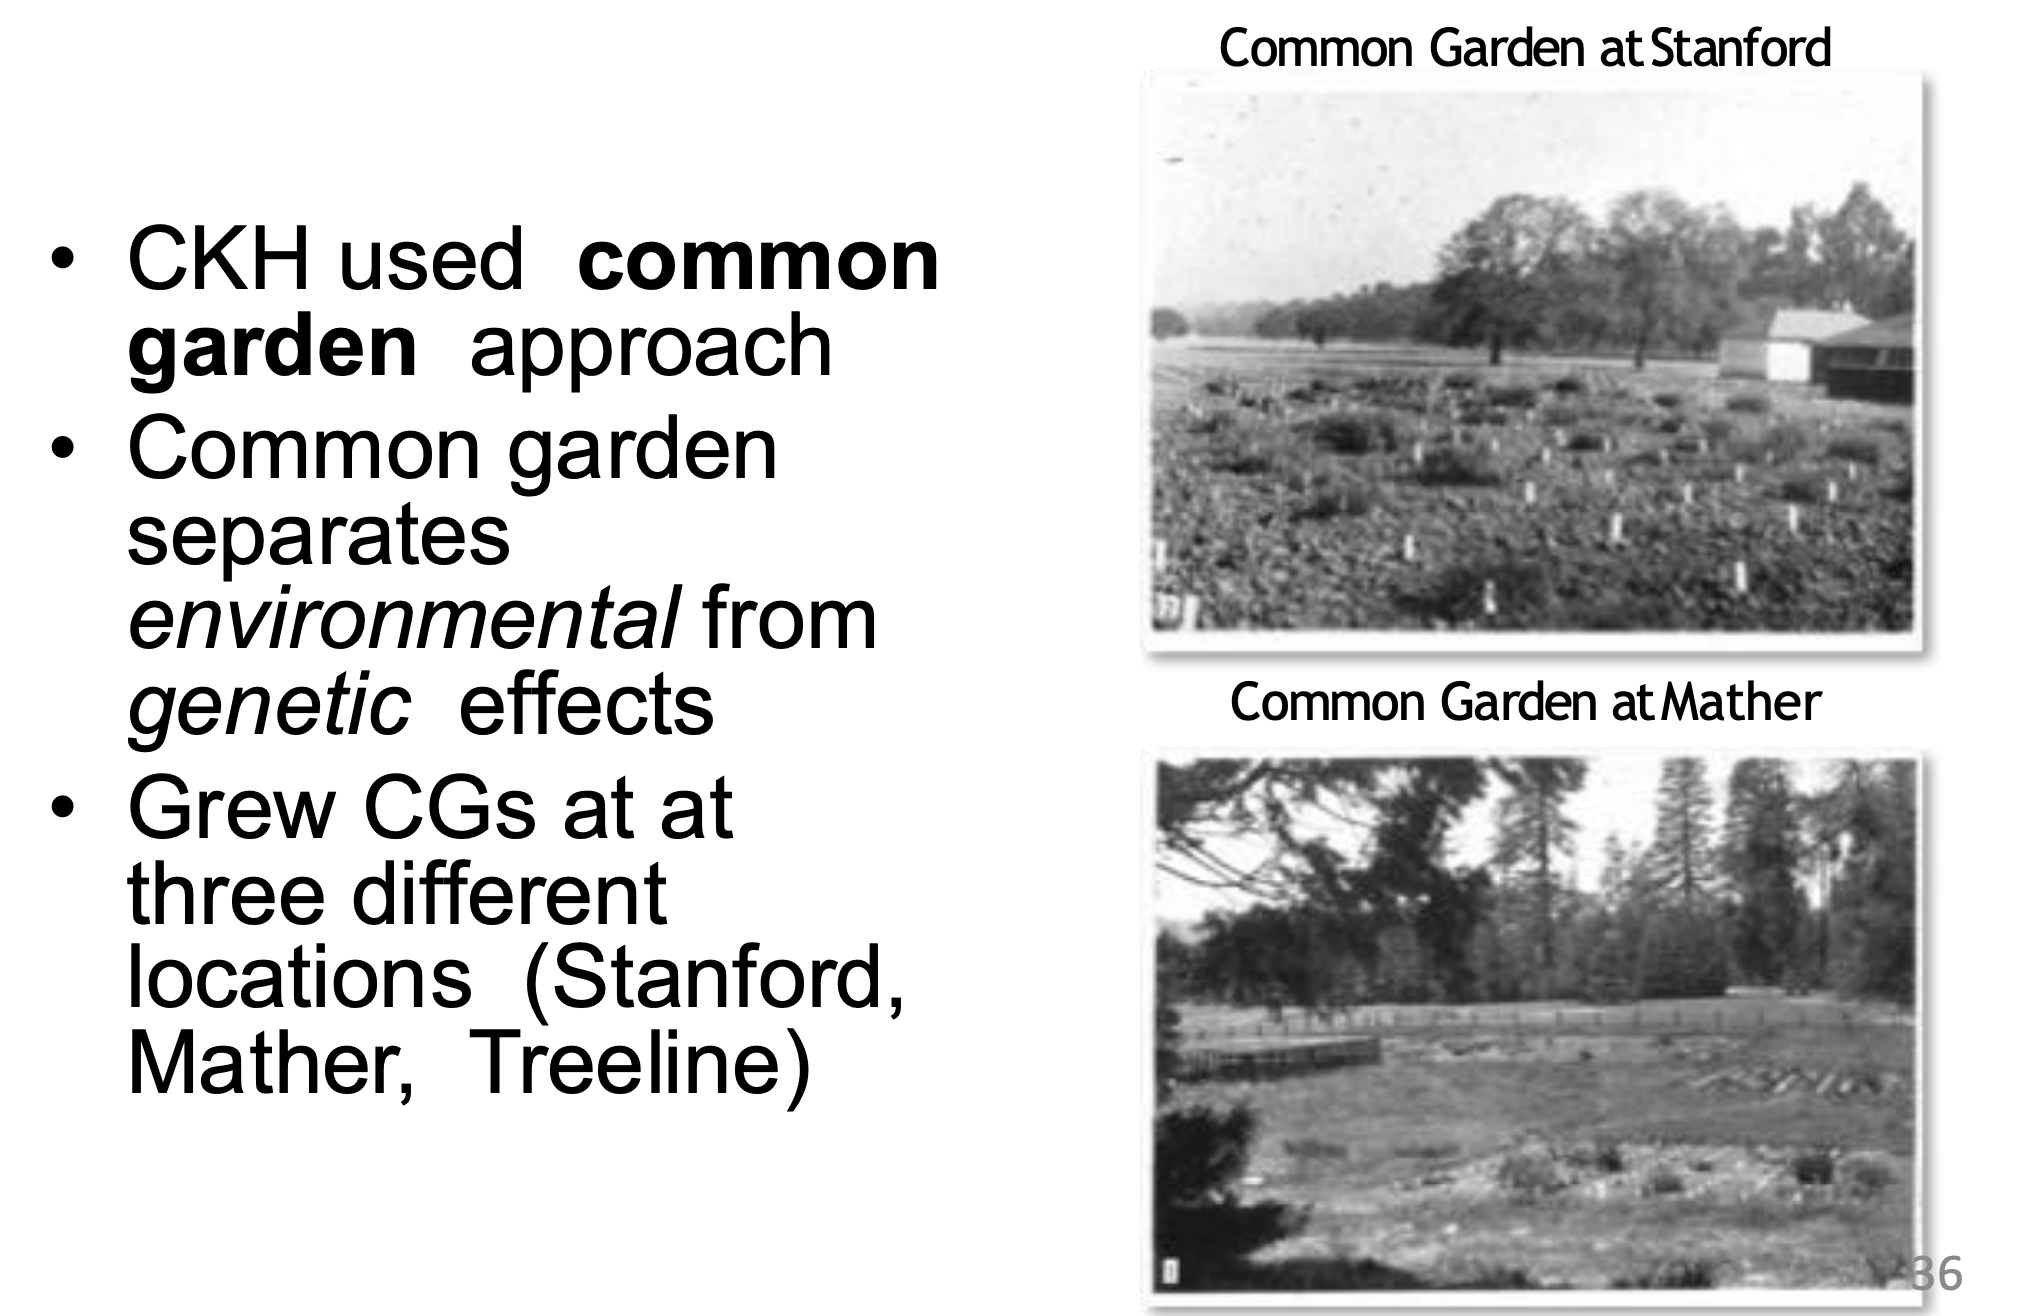 Common Garden at Stanford
• CKH used common
garden approach
• Common garden
separates
environmental from
genetic effects
• Grew CGs at at
three different
locations (Stanford,
Mather, Treeline)
Common Garden at Mather
36